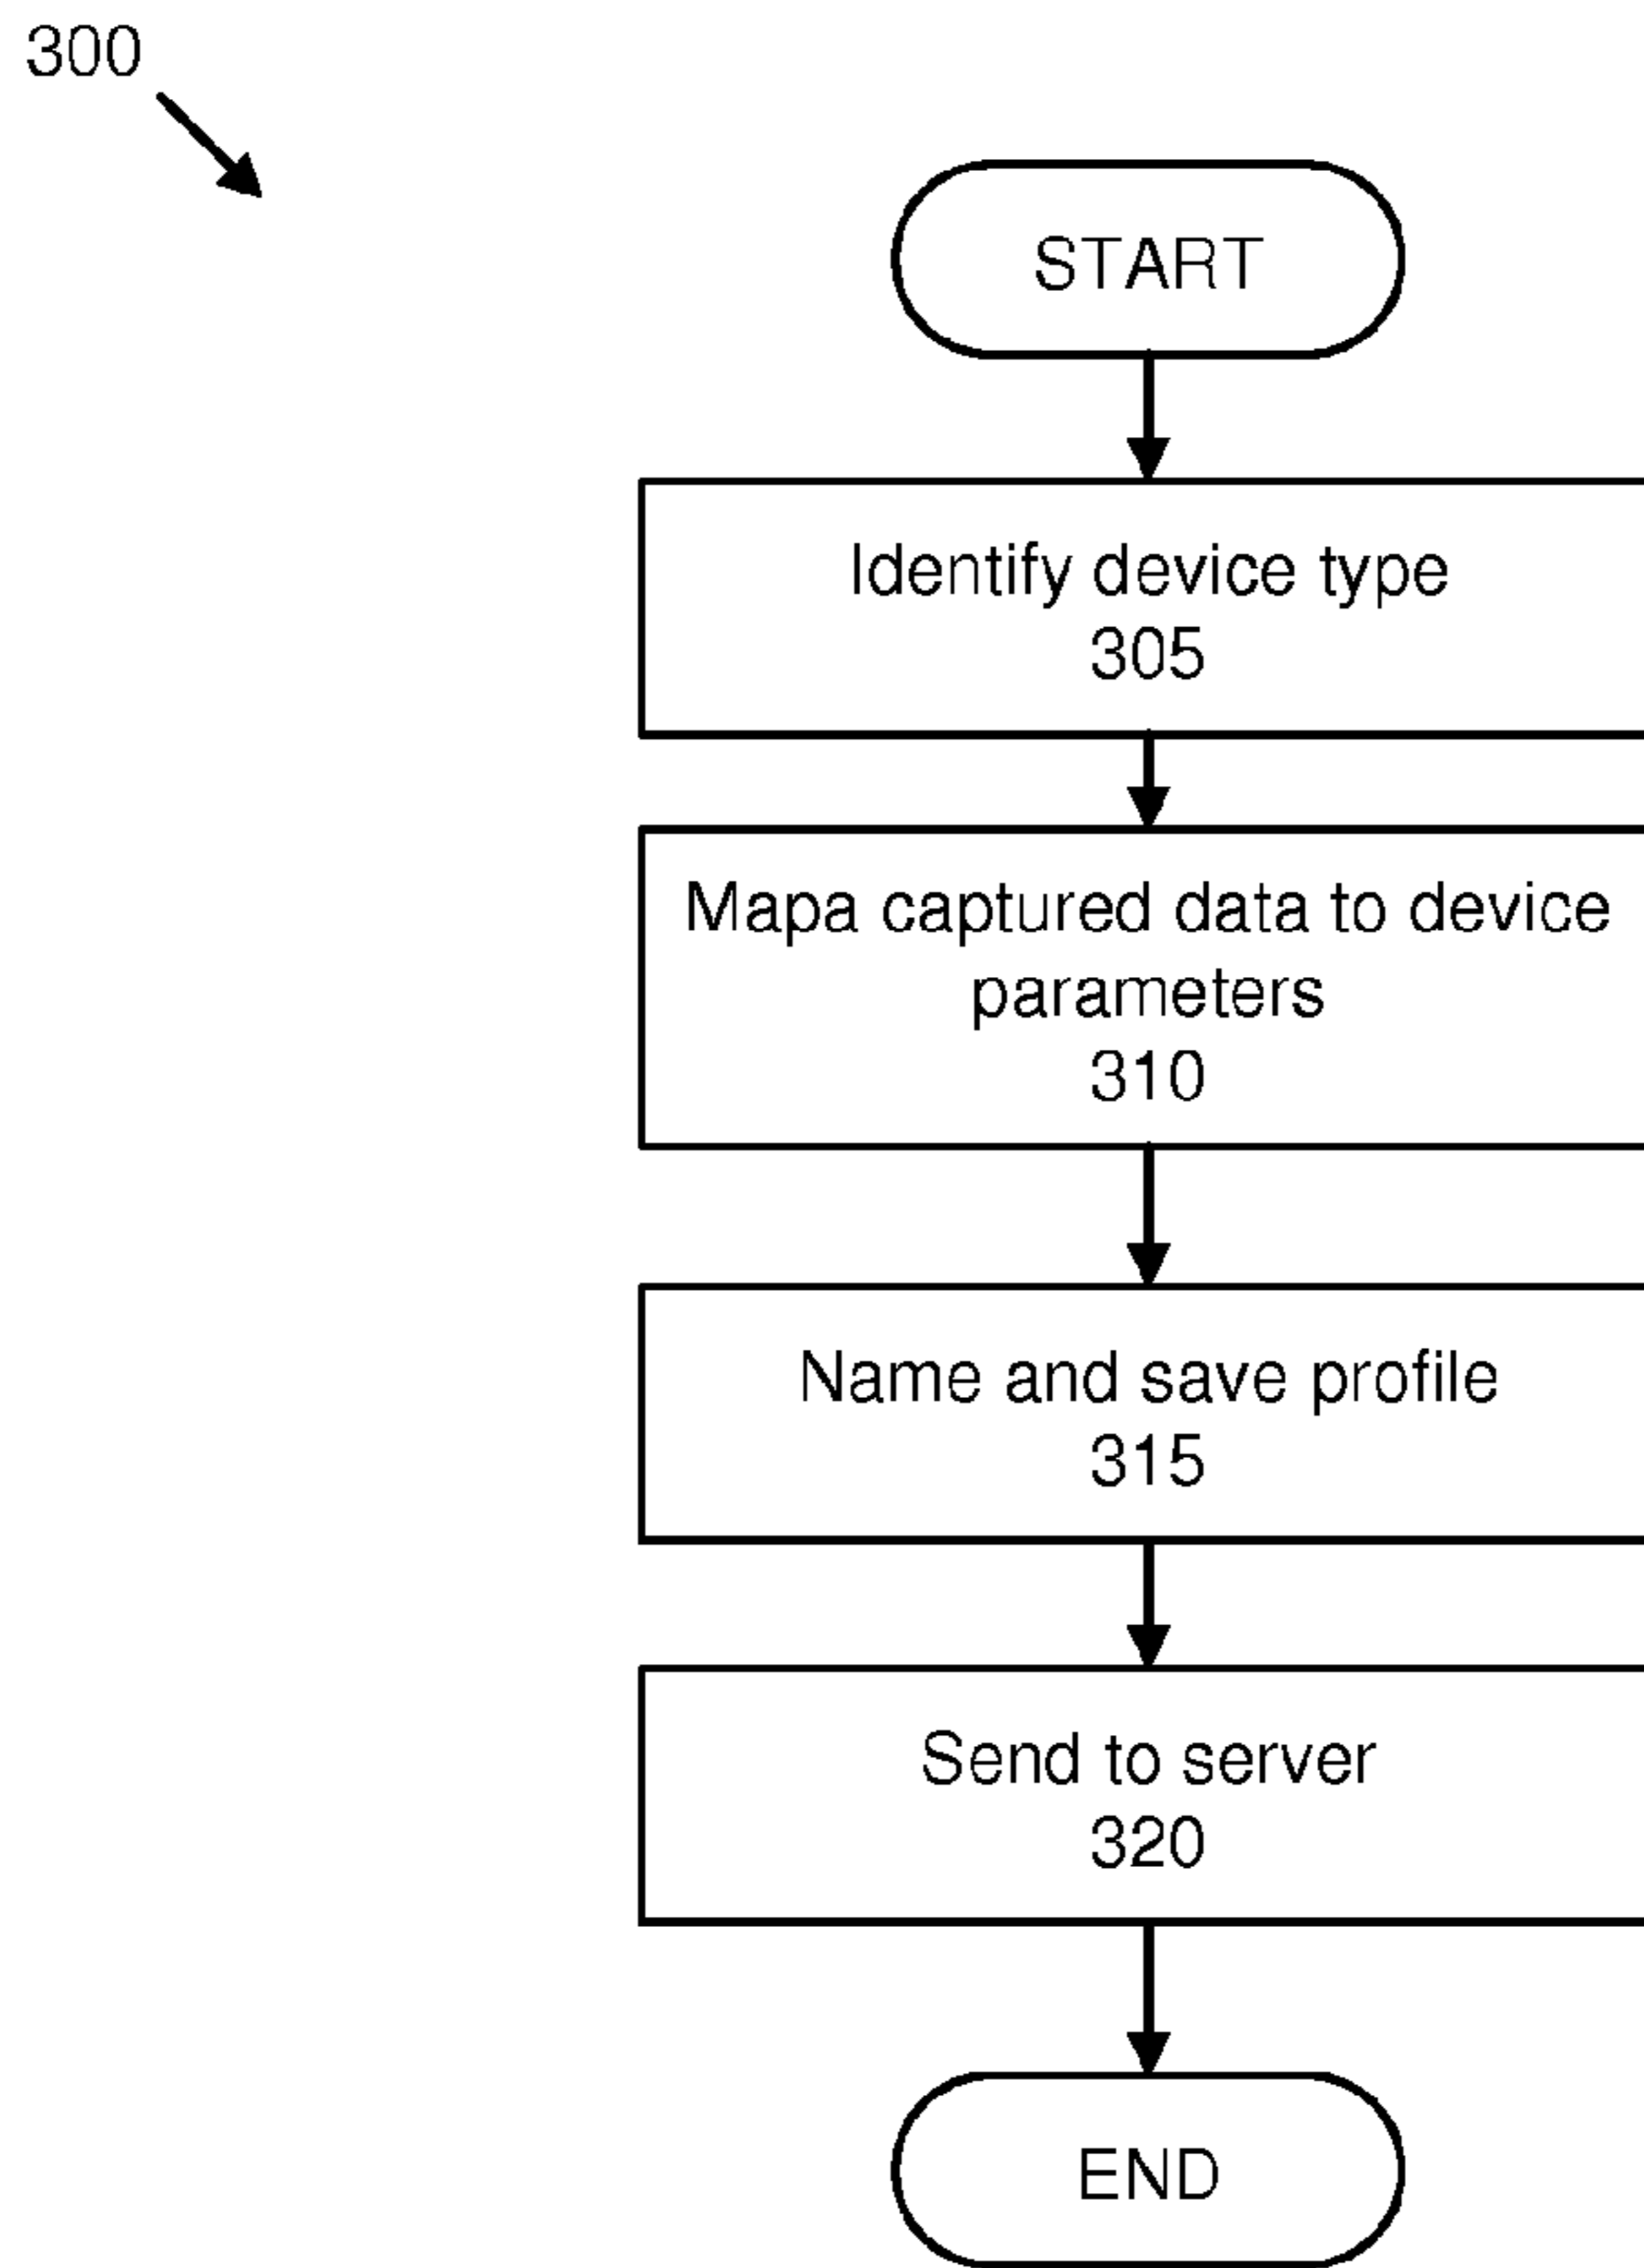 300
START
Identify device type
305
Mapa captured data to device
parameters
310
Name and save profile
315
Send to server
320
END